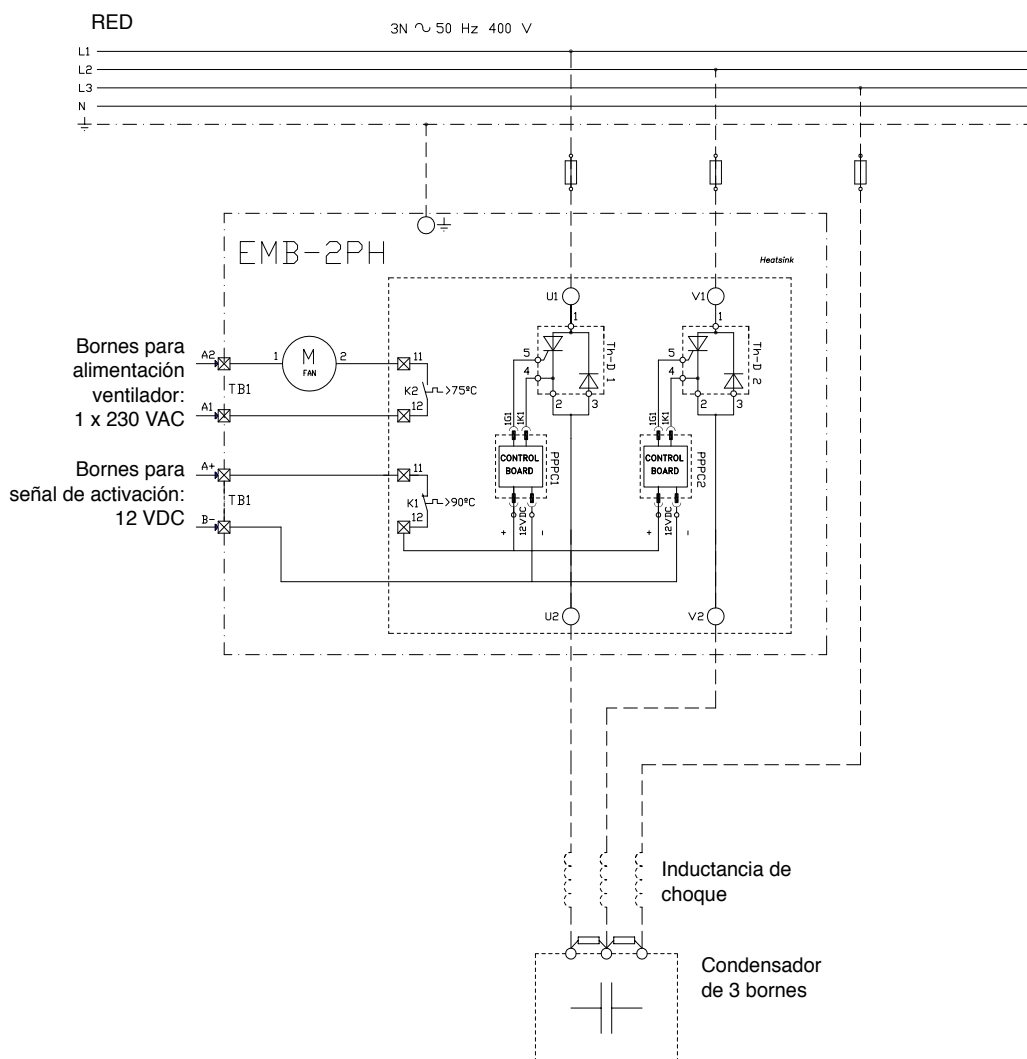 RED
3N ∿ 50 Hz 400 V
L1
L2
L3
N
EMB-2PH
Heatsink
U1
V1
1
1
Th-D 1
Th-D 2
5
4
2
3
5
4
2
3
Bornes para
alimentación
ventilador:
1 x 230 VAC
A2
TB1
A1
1
M
FAN
2
11
K2
>75ºC
12
1G1
1K1
1G1
1K1
CONTROL
BOARD
PPPC1
CONTROL
BOARD
PPPC2
Bornes para
señal de activación:
12 VDC
A+
TB1
B-
11
K1
>90ºC
12
+
12VDC
-
+
12VDC
-
U2
V2
Inductancia de
choque
Condensador
de 3 bornes